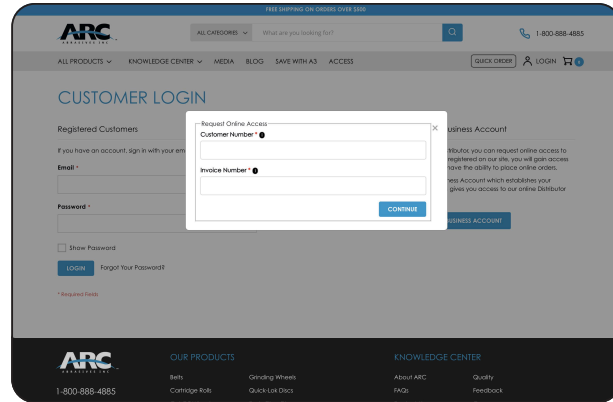 FREE SHIPPING ON ORDERS OVER $500
ARC
ABRASIVES INC.
ALL CATEGORIES
What are you looking for?
1-800-888-4885
ALL PRODUCTS
KNOWLEDGE CENTER
MEDIA
BLOG
SAVE WITH A3
ACCESS
QUICK ORDER
LOGIN
CUSTOMER LOGIN
Registered Customers
If you have an account, sign in with your em
Email *
Password *
Show Password
LOGIN
Forgot Your Password?
* Required Fields
Request Online Access
Customer Number *
Invoice Number *
CONTINUE
usiness Account
tributor, you can request online access to
registered on our site, you will gain access
have the ability to place online orders.
ness Account which establishes your
gives you access to our online Distributor
BUSINESS ACCOUNT
ARC
ABRASIVES INC.
1-800-888-4885
OUR PRODUCTS
Belts
Grinding Wheels
Cartridge Rolls
Quick-Lok Discs
KNOWLEDGE CENTER
About ARC
Quality
FAQs
Feedback